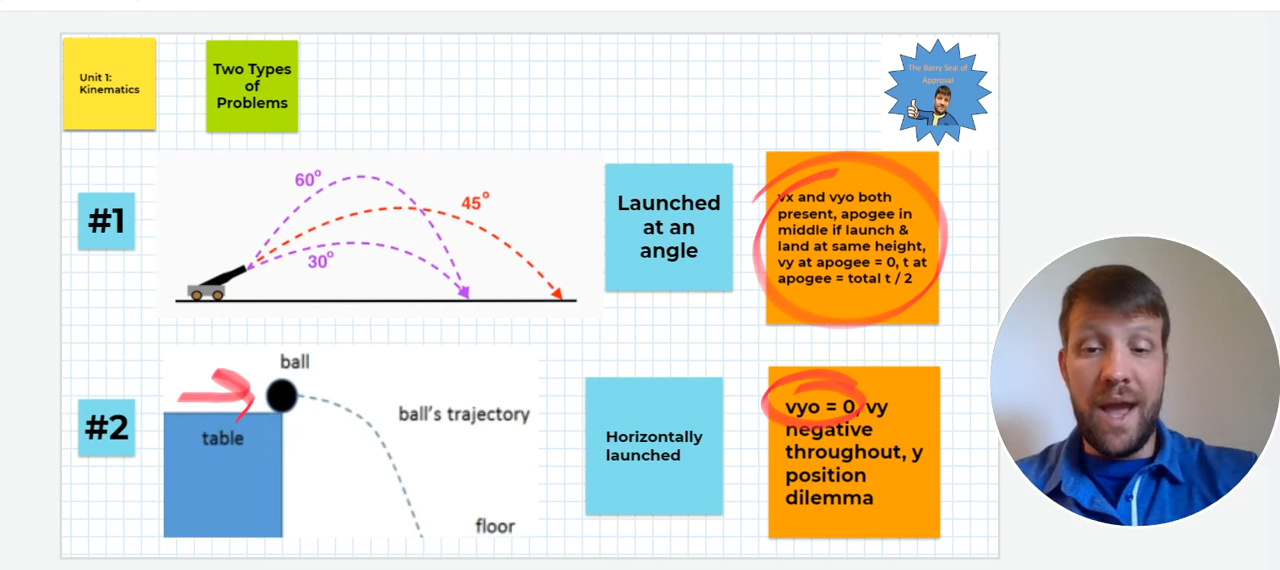 Unit 1:
Kinematics
Two Types
of
Problems
The Barry Seal of
Approval
#1
60°
45°
30°
Launched
at an
angle
vx and vyo both
present, apogee in
middle if launch &
land at same height,
vy at apogee = 0, t at
apogee = total t / 2
#2
ball
ball's trajectory
table
floor
Horizontally
launched
vyo = 0, vy
negative
throughout, y
position
dilemma